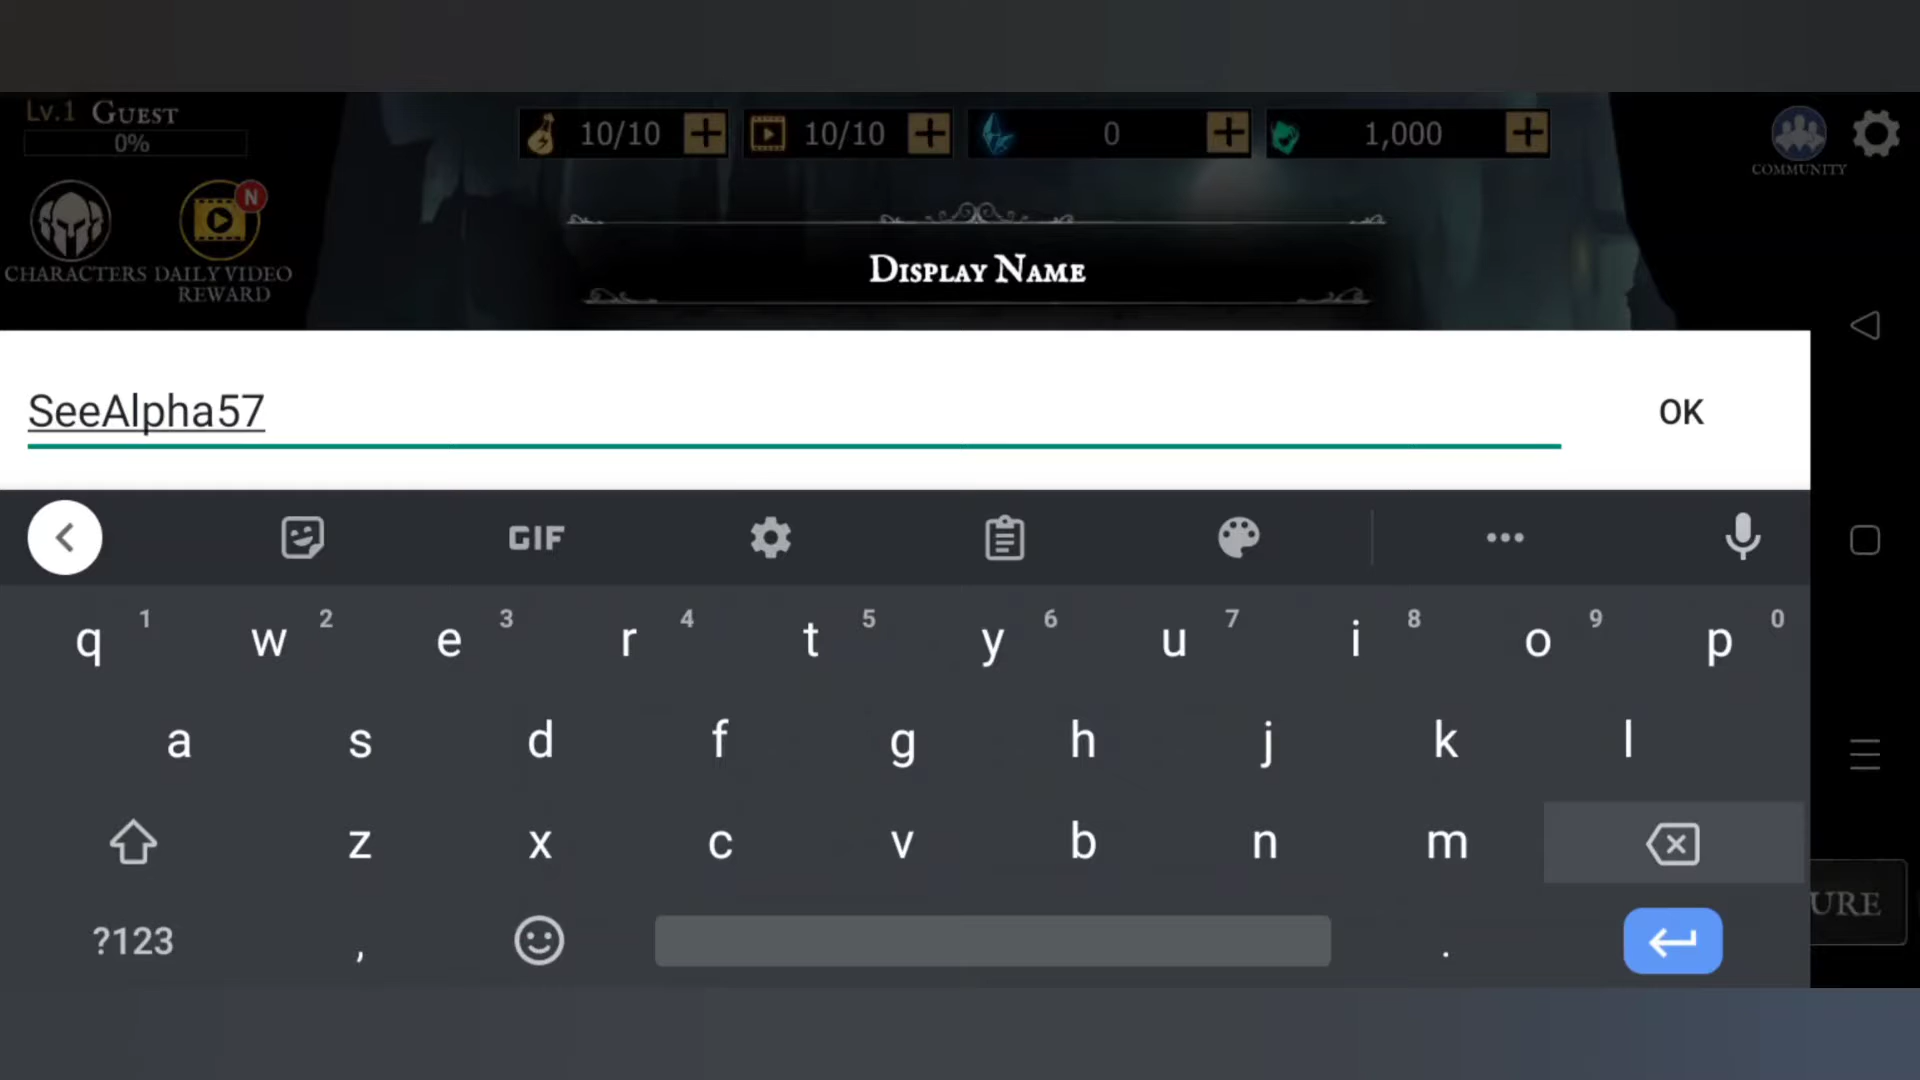 Lv.1 GUEST
0%
10/10
10/10
0
1,000
COMMUNITY
N
CHARACTERS
DAILY VIDEO
REWARD
DISPLAY NAME
SeeAlpha57
OK
GIF
q 1 w 2 e 3 r 4 t 5 y 6 u 7 i 8 o 9 p 0
a s d f g h j k l
z x c v b n m
?123 , .
URE